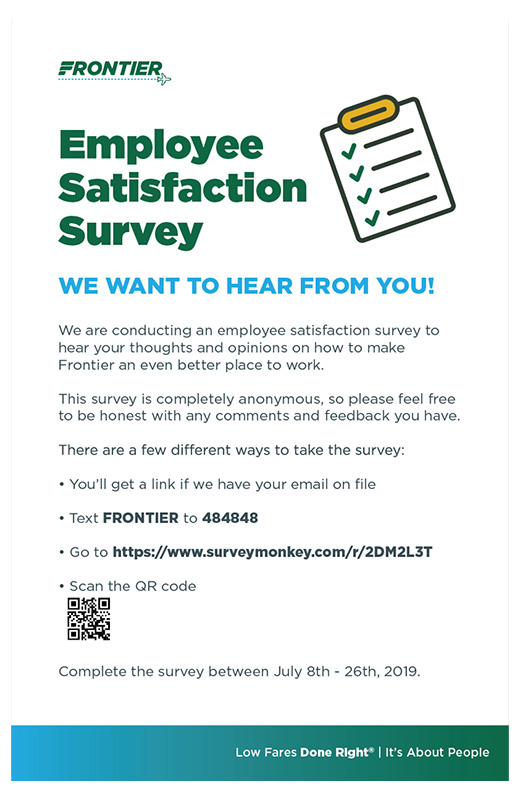 FRONTIER
Employee
Satisfaction
Survey
WE WANT TO HEAR FROM YOU!
We are conducting an employee satisfaction survey to
hear your thoughts and opinions on how to make
Frontier an even better place to work.
This survey is completely anonymous, so please feel free
to be honest with any comments and feedback you have.
There are a few different ways to take the survey:
• You’ll get a link if we have your email on file
• Text FRONTIER to 484848
• Go to https://www.surveymonkey.com/r/2DM2L3T
• Scan the QR code
Complete the survey between July 8th - 26th, 2019.
Low Fares Done Right® | It’s About People